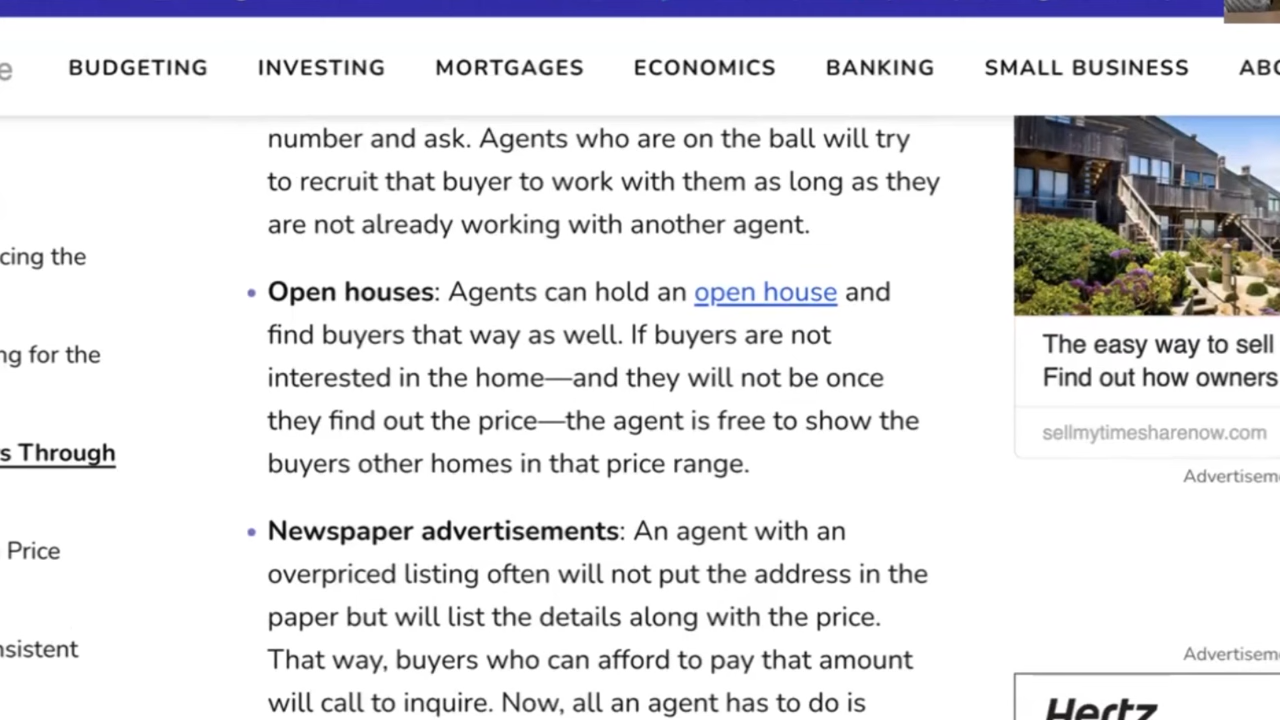 e
BUDGETING INVESTING MORTGAGES ECONOMICS BANKING SMALL BUSINESS ABO
number and ask. Agents who are on the ball will try
to recruit that buyer to work with them as long as they
are not already working with another agent.
• Open houses: Agents can hold an open house and
find buyers that way as well. If buyers are not
interested in the home—and they will not be once
they find out the price—the agent is free to show the
buyers other homes in that price range.
• Newspaper advertisements: An agent with an
overpriced listing often will not put the address in the
paper but will list the details along with the price.
That way, buyers who can afford to pay that amount
will call to inquire. Now, all an agent has to do is
cing the
ng for the
s Through
Price
nsistent
The easy way to sell
Find out how owners
sellmytimesharenow.com
Advertisem
Advertisem
Hertz